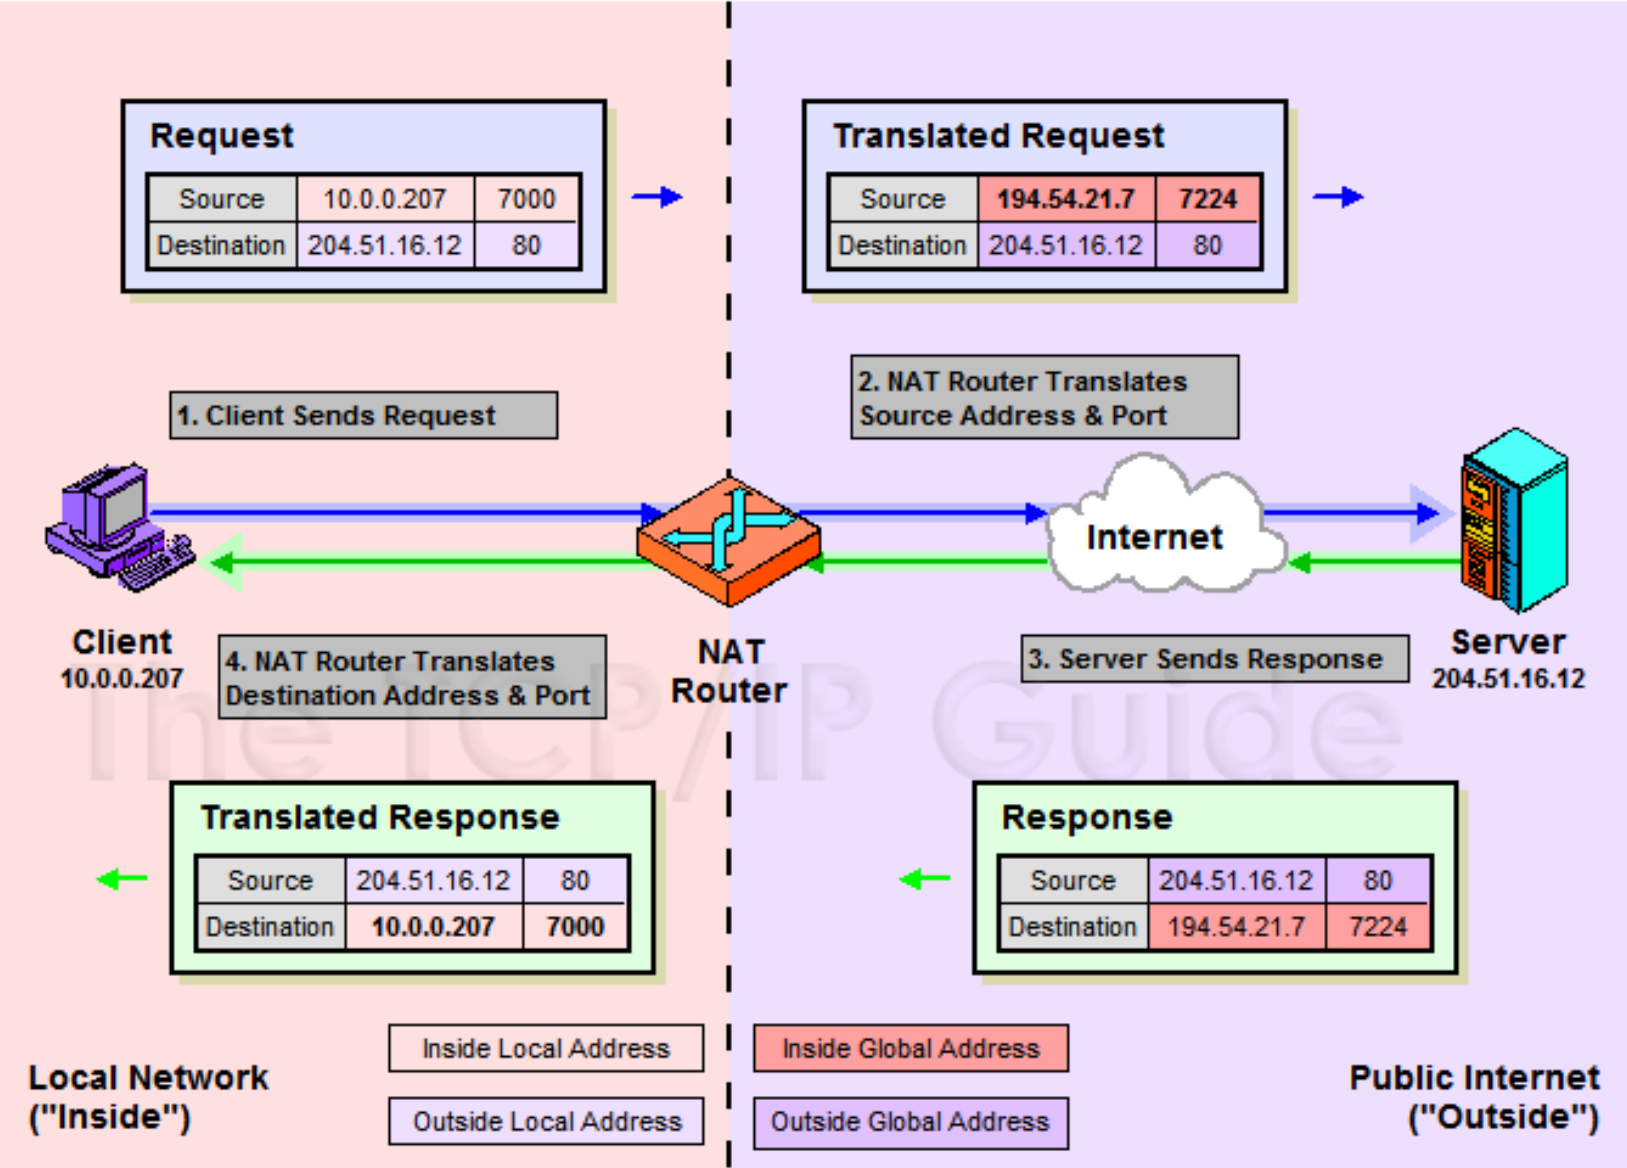 Request
Source 10.0.0.207 7000
Destination 204.51.16.12 80
Translated Request
Source 194.54.21.7 7224
Destination 204.51.16.12 80
1. Client Sends Request
2. NAT Router Translates
Source Address & Port
Internet
Client
10.0.0.207
4. NAT Router Translates
Destination Address & Port
NAT
Router
3. Server Sends Response
Server
204.51.16.12
The TCP/IP Guide
Translated Response
Source 204.51.16.12 80
Destination 10.0.0.207 7000
Response
Source 204.51.16.12 80
Destination 194.54.21.7 7224
Local Network
("Inside")
Inside Local Address
Outside Local Address
Inside Global Address
Outside Global Address
Public Internet
("Outside")